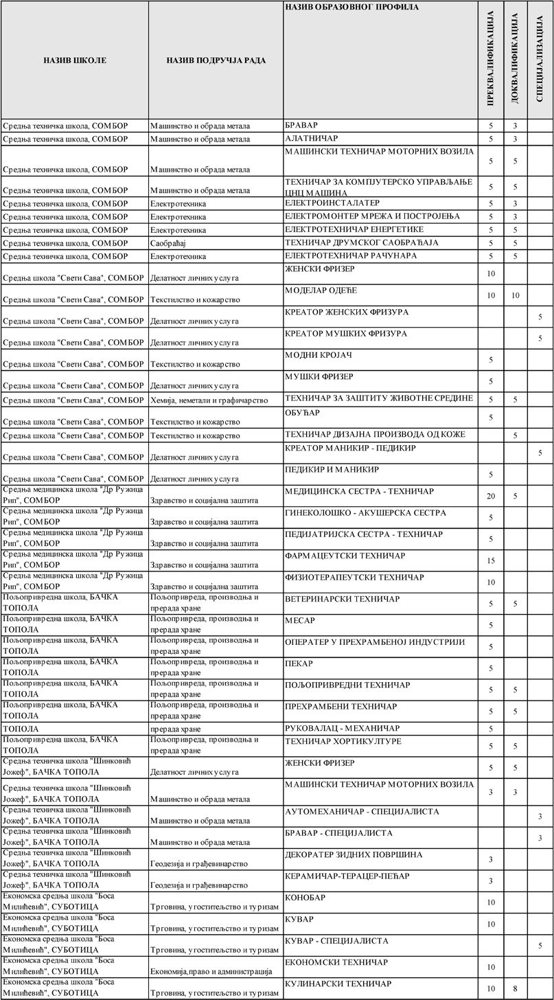 НАЗИВ ШКОЛЕ НАЗИВ ПОДРУЧЈА РАДА НАЗИВ ОБРАЗОВНОГ ПРОФИЛА ПРЕКВАЛИФИКАЦИЈА ДОКВАЛИФИКАЦИЈА СПЕЦИЈАЛИЗАЦИЈА
Средња техничка школа, СОМБОР Машинство и обрада метала БРАВАР 5 3
Средња техничка школа, СОМБОР Машинство и обрада метала АЛАТНИЧАР 5 3
Средња техничка школа, СОМБОР Машинство и обрада метала МАШИНСКИ ТЕХНИЧАР МОТОРНИХ ВОЗИЛА 5 5
Средња техничка школа, СОМБОР Машинство и обрада метала ТЕХНИЧАР ЗА КОМПЈУТЕРСКО УПРАВЉАЊЕ 5 5
ЦНЦ МАШИНА
Средња техничка школа, СОМБОР Електротехника ЕЛЕКТРОИНСТАЛАТЕР 5 3
Средња техничка школа, СОМБОР Електротехника ЕЛЕКТРОМОНТЕР МРЕЖА И ПОСТРОЈЕЊА 5 3
Средња техничка школа, СОМБОР Електротехника ЕЛЕКТРОТЕХНИЧАР ЕНЕРГЕТИКЕ 5 5
Средња техничка школа, СОМБОР Саобраћај ТЕХНИЧАР ДРУМСКОГ САОБРАЋАЈА 5 5
Средња техничка школа, СОМБОР Електротехника ЕЛЕКТРОТЕХНИЧАР РАЧУНАРА 5 5
Средња школа "Свети Сава", СОМБОР Делатност личних услуга ЖЕНСКИ ФРИЗЕР 10
Средња школа "Свети Сава", СОМБОР Текстилство и кожарство МОДЕЛАР ОДЕЋЕ 10 10
Средња школа "Свети Сава", СОМБОР Делатност личних услуга КРЕАТОР ЖЕНСКИХ ФРИЗУРА 5
Средња школа "Свети Сава", СОМБОР Делатност личних услуга КРЕАТОР МУШКИХ ФРИЗУРА 5
Средња школа "Свети Сава", СОМБОР Текстилство и кожарство МОДНИ КРОЈАЧ 5
Средња школа "Свети Сава", СОМБОР Делатност личних услуга МУШКИ ФРИЗЕР 5
Средња школа "Свети Сава", СОМБОР Хемија, неметали и графичарство ТЕХНИЧАР ЗА ЗАШТИТУ ЖИВОТНЕ СРЕДИНЕ 5 5
Средња школа "Свети Сава", СОМБОР Текстилство и кожарство ОБУЋАР 5
Средња школа "Свети Сава", СОМБОР Текстилство и кожарство ТЕХНИЧАР ДИЗАЈНА ПРОИЗВОДА ОД КОЖЕ 5
Средња школа "Свети Сава", СОМБОР Делатност личних услуга КРЕАТОР МАНИКИР - ПЕДИКИР 5
Средња школа "Свети Сава", СОМБОР Делатност личних услуга ПЕДИКИР И МАНИКИР 5
Средња медицинска школа "Др Ружица
Рип", СОМБОР Здравство и социјална заштита МЕДИЦИНСКА СЕСТРА - ТЕХНИЧАР 20 5
Средња медицинска школа "Др Ружица
Рип", СОМБОР Здравство и социјална заштита ГИНЕКОЛОШКО - АКУШЕРСКА СЕСТРА 5
Средња медицинска школа "Др Ружица
Рип", СОМБОР Здравство и социјална заштита ПЕДИЈАТРИЈСКА СЕСТРА - ТЕХНИЧАР 5
Средња медицинска школа "Др Ружица
Рип", СОМБОР Здравство и социјална заштита ФАРМАЦЕУТСКИ ТЕХНИЧАР 15
Средња медицинска школа "Др Ружица
Рип", СОМБОР Здравство и социјална заштита ФИЗИОТЕРАПЕУТСКИ ТЕХНИЧАР 10
Пољопривредна школа, БАЧКА Пољопривреда, производња и ВЕТЕРИНАРСКИ ТЕХНИЧАР
ТОПОЛА прерада хране 5 5
Пољопривредна школа, БАЧКА Пољопривреда, производња и МЕСАР
ТОПОЛА прерада хране 5
Пољопривредна школа, БАЧКА Пољопривреда, производња и ОПЕРАТЕР У ПРЕХРАМБЕНОЈ ИНДУСТРИЈИ
ТОПОЛА прерада хране 5
Пољопривредна школа, БАЧКА Пољопривреда, производња и ПЕКАР
ТОПОЛА прерада хране 5
Пољопривредна школа, БАЧКА Пољопривреда, производња и ПОЉОПРИВРЕДНИ ТЕХНИЧАР
ТОПОЛА прерада хране 5 5
Пољопривредна школа, БАЧКА Пољопривреда, производња и ПРЕХРАМБЕНИ ТЕХНИЧАР
ТОПОЛА прерада хране 5 5
ТОПОЛА прерада хране РУКОВАЛАЦ - МЕХАНИЧАР 5
Пољопривредна школа, БАЧКА Пољопривреда, производња и ТЕХНИЧАР ХОРТИКУЛТУРЕ
ТОПОЛА прерада хране 5 5
Средња техничка школа "Шинковић
Јожеф", БАЧКА ТОПОЛА Делатност личних услуга ЖЕНСКИ ФРИЗЕР 5 5
Средња техничка школа "Шинковић
Јожеф", БАЧКА ТОПОЛА Машинство и обрада метала МАШИНСКИ ТЕХНИЧАР МОТОРНИХ ВОЗИЛА 3 3
Средња техничка школа "Шинковић
Јожеф", БАЧКА ТОПОЛА Машинство и обрада метала АУТОМЕХАНИЧАР - СПЕЦИЈАЛИСТА 3
Средња техничка школа "Шинковић
Јожеф", БАЧКА ТОПОЛА Машинство и обрада метала БРАВАР - СПЕЦИЈАЛИСТА 3
Средња техничка школа "Шинковић
Јожеф", БАЧКА ТОПОЛА Геодезија и грађевинарство ДЕКОРАТЕР ЗИДНИХ ПОВРШИНА 3
Средња техничка школа "Шинковић
Јожеф", БАЧКА ТОПОЛА Геодезија и грађевинарство КЕРАМИЧАР-ТЕРАЦЕР-ПЕЋАР 3
Економска средња школа "Боса
Милићевић", СУБОТИЦА Трговина, угоститељство и туризам КОНОБАР 10
Економска средња школа "Боса
Милићевић", СУБОТИЦА Трговина, угоститељство и туризам КУВАР 10
Економска средња школа "Боса
Милићевић", СУБОТИЦА Трговина, угоститељство и туризам КУВАР - СПЕЦИЈАЛИСТА 5
Економска средња школа "Боса
Милићевић", СУБОТИЦА Економија,право и администрација ЕКОНОМСКИ ТЕХНИЧАР 10
Економска средња школа "Боса
Милићевић", СУБОТИЦА Трговина, угоститељство и туризам КУЛИНАРСКИ ТЕХНИЧАР 10 8